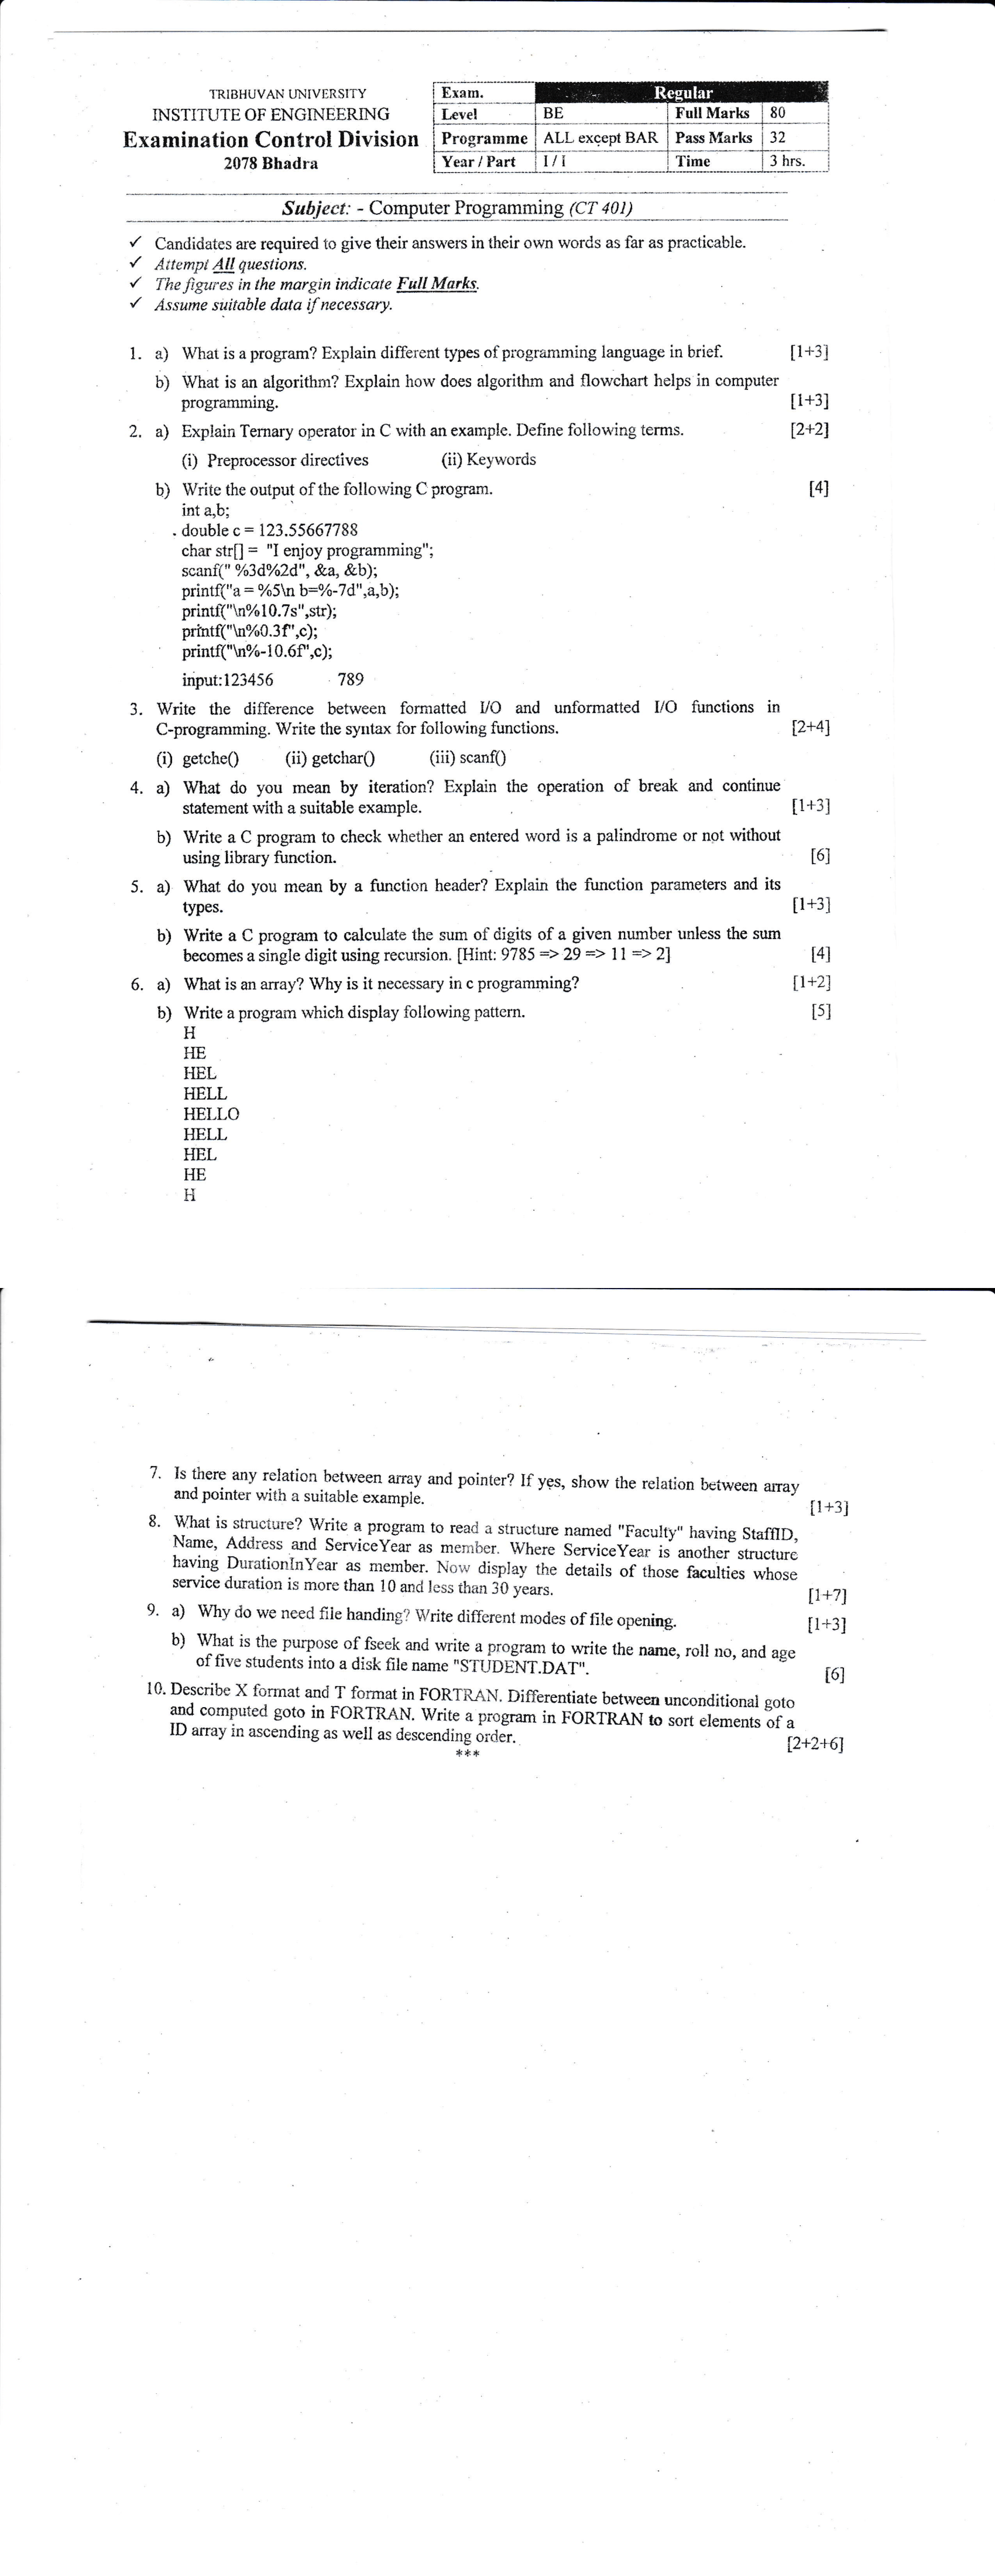 TRIBHUVAN UNIVERSITY
INSTITUTE OF ENGINEERING
Examination Control Division
2078 Bhadra
Exam. Regular
Level BE Full Marks 80
Programme ALL except BAR Pass Marks 32
Year / Part I / I Time 3 hrs.
Subject: - Computer Programming (CT 401)
✓ Candidates are required to give their answers in their own words as far as practicable.
✓ Attempt All questions.
✓ The figures in the margin indicate Full Marks.
✓ Assume suitable data if necessary.
1. a) What is a program? Explain different types of programming language in brief. [1+3]
b) What is an algorithm? Explain how does algorithm and flowchart helps in computer
programming. [1+3]
2. a) Explain Ternary operator in C with an example. Define following terms. [2+2]
(i) Preprocessor directives (ii) Keywords
b) Write the output of the following C program. [4]
int a,b;
double c = 123.55667788
char str[] = "I enjoy programming";
scanf(" %3d%2d", &a, &b);
printf("a = %5\n b=%-7d",a,b);
printf("\n%10.7s",str);
printf("\n%0.3f",c);
printf("\n%-10.6f",c);
input:123456 789
3. Write the difference between formatted I/O and unformatted I/O functions in
C-programming. Write the syntax for following functions. [2+4]
(i) getche() (ii) getchar() (iii) scanf()
4. a) What do you mean by iteration? Explain the operation of break and continue
statement with a suitable example. [1+3]
b) Write a C program to check whether an entered word is a palindrome or not without
using library function. [6]
5. a) What do you mean by a function header? Explain the function parameters and its
types. [1+3]
b) Write a C program to calculate the sum of digits of a given number unless the sum
becomes a single digit using recursion. [Hint: 9785 => 29 => 11 => 2] [4]
6. a) What is an array? Why is it necessary in c programming? [1+2]
b) Write a program which display following pattern. [5]
H
HE
HEL
HELL
HELLO
HELL
HEL
HE
H
7. Is there any relation between array and pointer? If yes, show the relation between array
and pointer with a suitable example. [1+3]
8. What is structure? Write a program to read a structure named "Faculty" having StaffID,
Name, Address and ServiceYear as member. Where ServiceYear is another structure
having DurationInYear as member. Now display the details of those faculties whose
service duration is more than 10 and less than 30 years. [1+7]
9. a) Why do we need file handing? Write different modes of file opening. [1+3]
b) What is the purpose of fseek and write a program to write the name, roll no, and age
of five students into a disk file name "STUDENT.DAT". [6]
10. Describe X format and T format in FORTRAN. Differentiate between unconditional goto
and computed goto in FORTRAN. Write a program in FORTRAN to sort elements of a
ID array in ascending as well as descending order. [2+2+6]
***